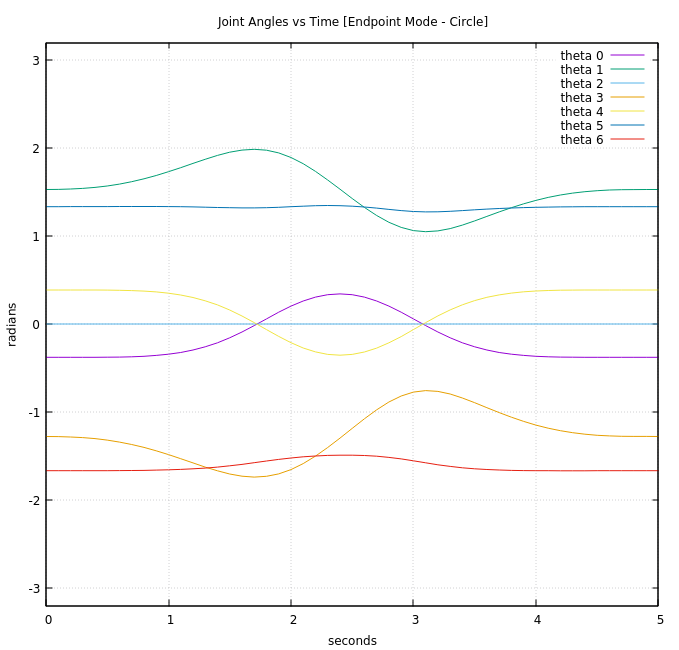 Joint Angles vs Time [Endpoint Mode - Circle]
theta 0
theta 1
theta 2
theta 3
theta 4
theta 5
theta 6
3
2
1
0
-1
-2
-3
radians
0 1 2 3 4 5
seconds